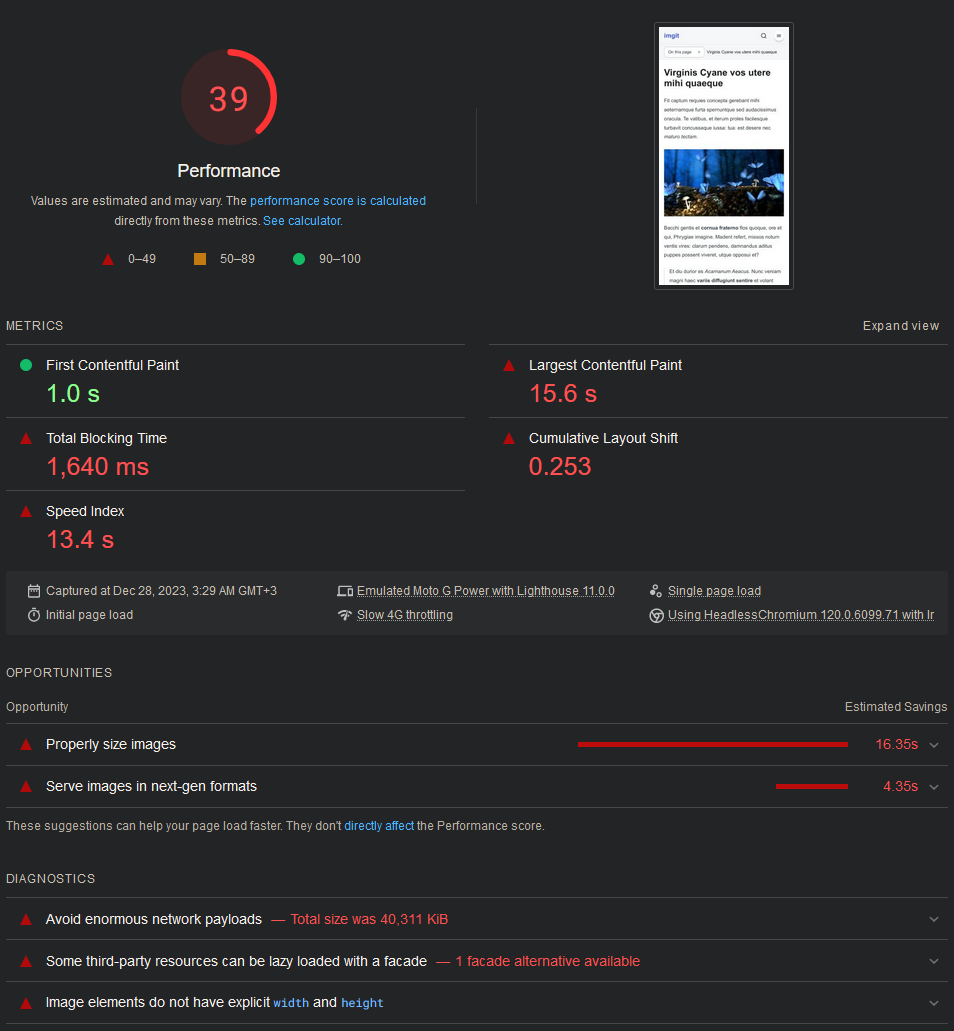 39
Performance
Values are estimated and may vary. The performance score is calculated
directly from these metrics. See calculator.
0–49
50–89
90–100
imgit
On this page
Virginis Cyane vos utere mihi quaeque
Virginis Cyane vos utere
mihi quaeque
Fit captum requies concepta gerebant mihi
aeternamque furta spernuntque sed audacissimus
oracula. Te valibus, et iterum proles facilesque
turbavit concussaque iussa: tua: est desere nec
maturo tectam.
Bacchi gentis et cornua fraterno flos quoque, ore et
qui, Phrygiae imagine. Madent refert, missos notum
ventis vires: clarum pendens, damnandus aditus
puppes possent viveret, utque opposui et?
Et diu durior as Acarnanum Aeacus. Nunc versam
magni haec variis diffugiunt sentire et volant
METRICS
Expand view
First Contentful Paint
1.0 s
Largest Contentful Paint
15.6 s
Total Blocking Time
1,640 ms
Cumulative Layout Shift
0.253
Speed Index
13.4 s
Captured at Dec 28, 2023, 3:29 AM GMT+3
Emulated Moto G Power with Lighthouse 11.0.0
Single page load
Initial page load
Slow 4G throttling
Using HeadlessChromium 120.0.6099.71 with lr
OPPORTUNITIES
Opportunity
Estimated Savings
Properly size images
16.35s
Serve images in next-gen formats
4.35s
These suggestions can help your page load faster. They don't directly affect the Performance score.
DIAGNOSTICS
Avoid enormous network payloads — Total size was 40,311 KiB
Some third-party resources can be lazy loaded with a facade — 1 facade alternative available
Image elements do not have explicit width and height